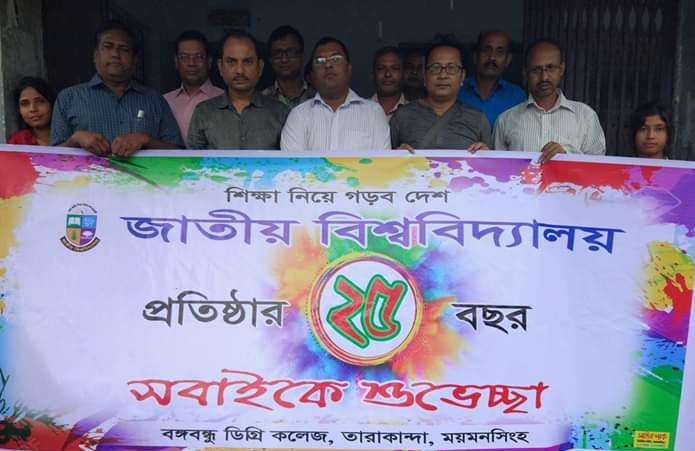 শিক্ষা নিয়ে গড়ব দেশ
জাতীয় বিশ্ববিদ্যালয়
প্রতিষ্ঠার ২৫ বছর
সবাইকে শুভেচ্ছা
বঙ্গবন্ধু ডিগ্রি কলেজ, তারাকান্দা, ময়মনসিংহ